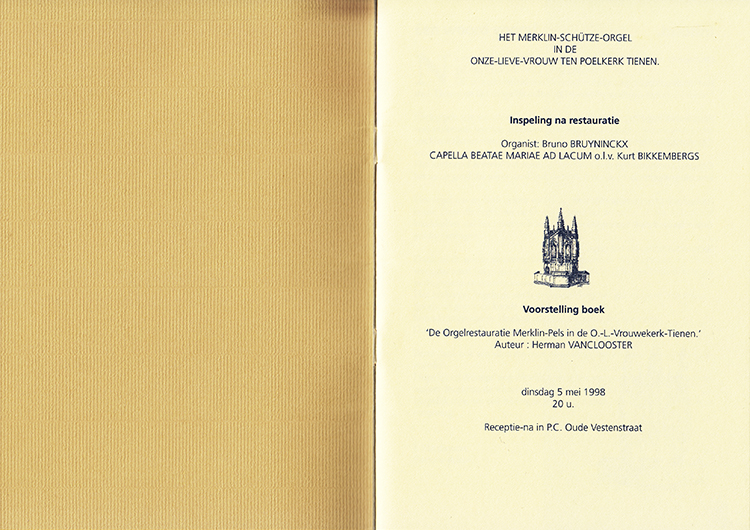 HET MERKLIN-SCHÜTZE-ORGEL
IN DE
ONZE-LIEVE-VROUW TEN POELKERK TIENEN.
Inspeling na restauratie
Organist: Bruno BRUYNINCKX
CAPELLA BEATAE MARIAE AD LACUM o.l.v. Kurt BIKKEMBERGS
Voorstelling boek
'De Orgelrestauratie Merklin-Pels in de O.-L.-Vrouwekerk-Tienen.'
Auteur : Herman VANCLOOSTER
dinsdag 5 mei 1998
20 u.
Receptie-na in P.C. Oude Vestenstraat